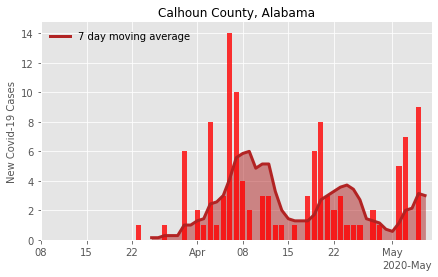 Calhoun County, Alabama
7 day moving average
New Covid-19 Cases
14
12
10
8
6
4
2
0
08 15 22 Apr 08 15 22 May
2020-May